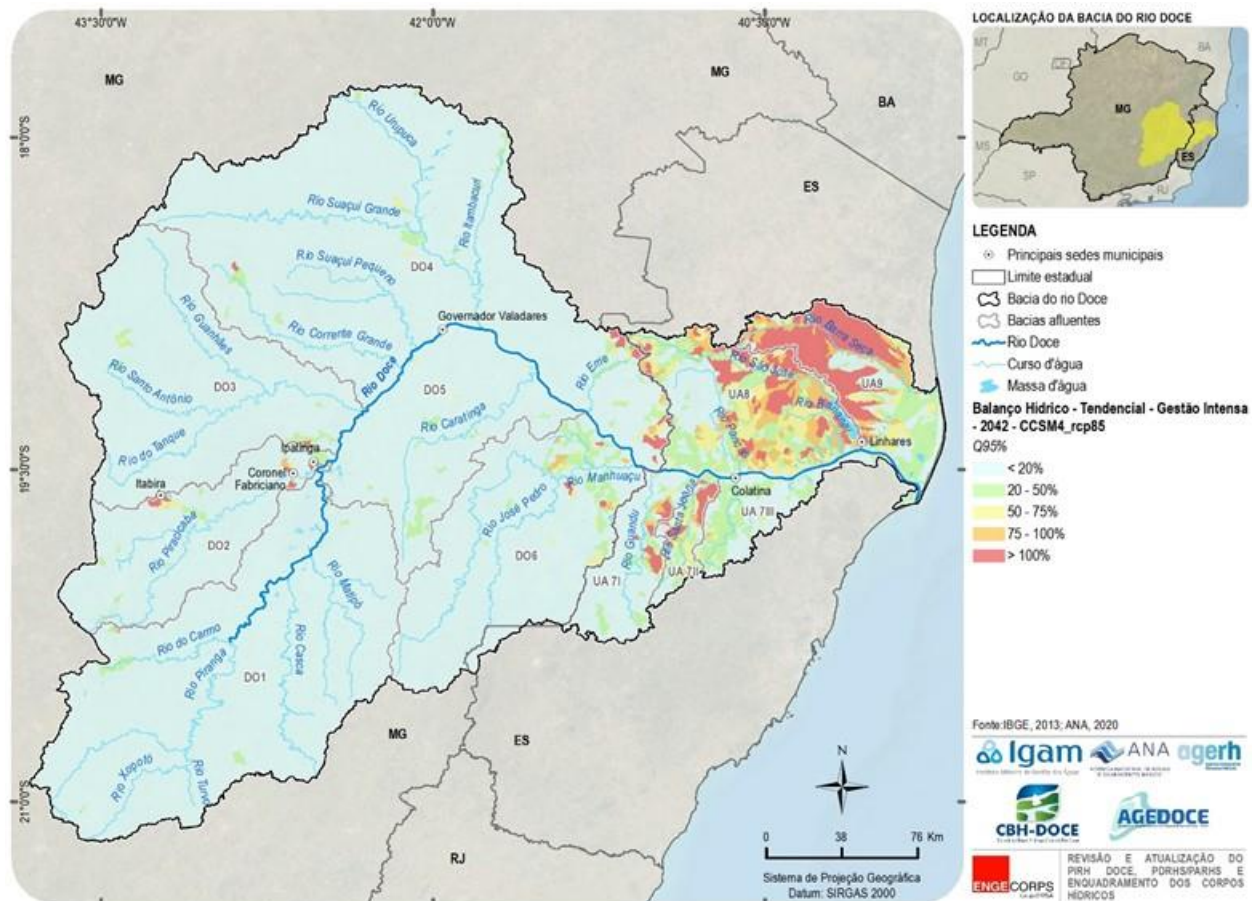 43°30'0"W
42°0'0"W
40°30'0"W
18°0'0"S
19°30'0"S
21°0'0"S
MG
MG
BA
ES
MG
ES
RJ
Rio Urupuca
Rio Suaçuí Grande
Rio Itambacuri
Rio Suaçuí Pequeno
DO4
Rio Guanhães
Rio Corrente Grande
Governador Valadares
Rio Doce
Rio Santo Antônio
DO3
DO5
Rio Eme
Rio São José
Rio Barra Seca
UA9
UA8
Rio do Tanque
Rio Caratinga
Linhares
Ipatinga
Coronel
Fabriciano
Itabira
Rio Manhuaçu
Colatina
Rio Piracicaba
Rio José Pedro
DO2
DO6
Rio Guandu
UA 7I
UA 7II
UA 7III
Rio Matipó
Rio do Carmo
Rio Casca
Rio Piranga
DO1
Rio Xopotó
Rio Turvo
N
0 38 76 Km
Sistema de Projeção Geográfica
Datum: SIRGAS 2000
LOCALIZAÇÃO DA BACIA DO RIO DOCE
MT
GO
DF
BA
MG
ES
MS
SP
RJ
LEGENDA
Principais sedes municipais
Limite estadual
Bacia do rio Doce
Bacias afluentes
Rio Doce
Curso d'água
Massa d'água
Balanço Hídrico - Tendencial - Gestão Intensa
- 2042 - CCSM4_rcp85
Q95%
< 20%
20 - 50%
50 - 75%
75 - 100%
> 100%
Fonte:IBGE, 2013; ANA, 2020
Igam
ANA
agerh
CBH-DOCE
AGEDOCE
ENGECORPS
REVISÃO E ATUALIZAÇÃO DO
PIRH DOCE, PDRHS/PARHS E
ENQUADRAMENTO DOS CORPOS
HÍDRICOS